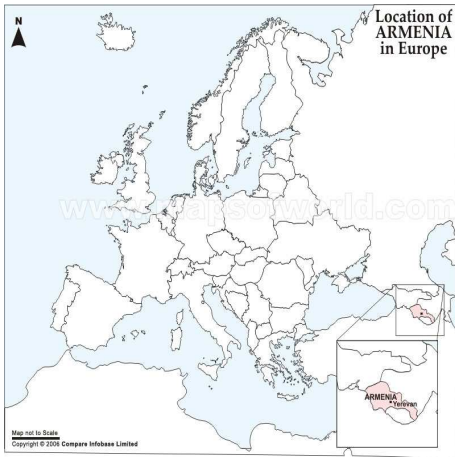 N
Location of
ARMENIA
in Europe
www.mapsofworld.com
ARMENIA
Yerevan
Map not to Scale
Copyright © 2006 Compare Infobase Limited